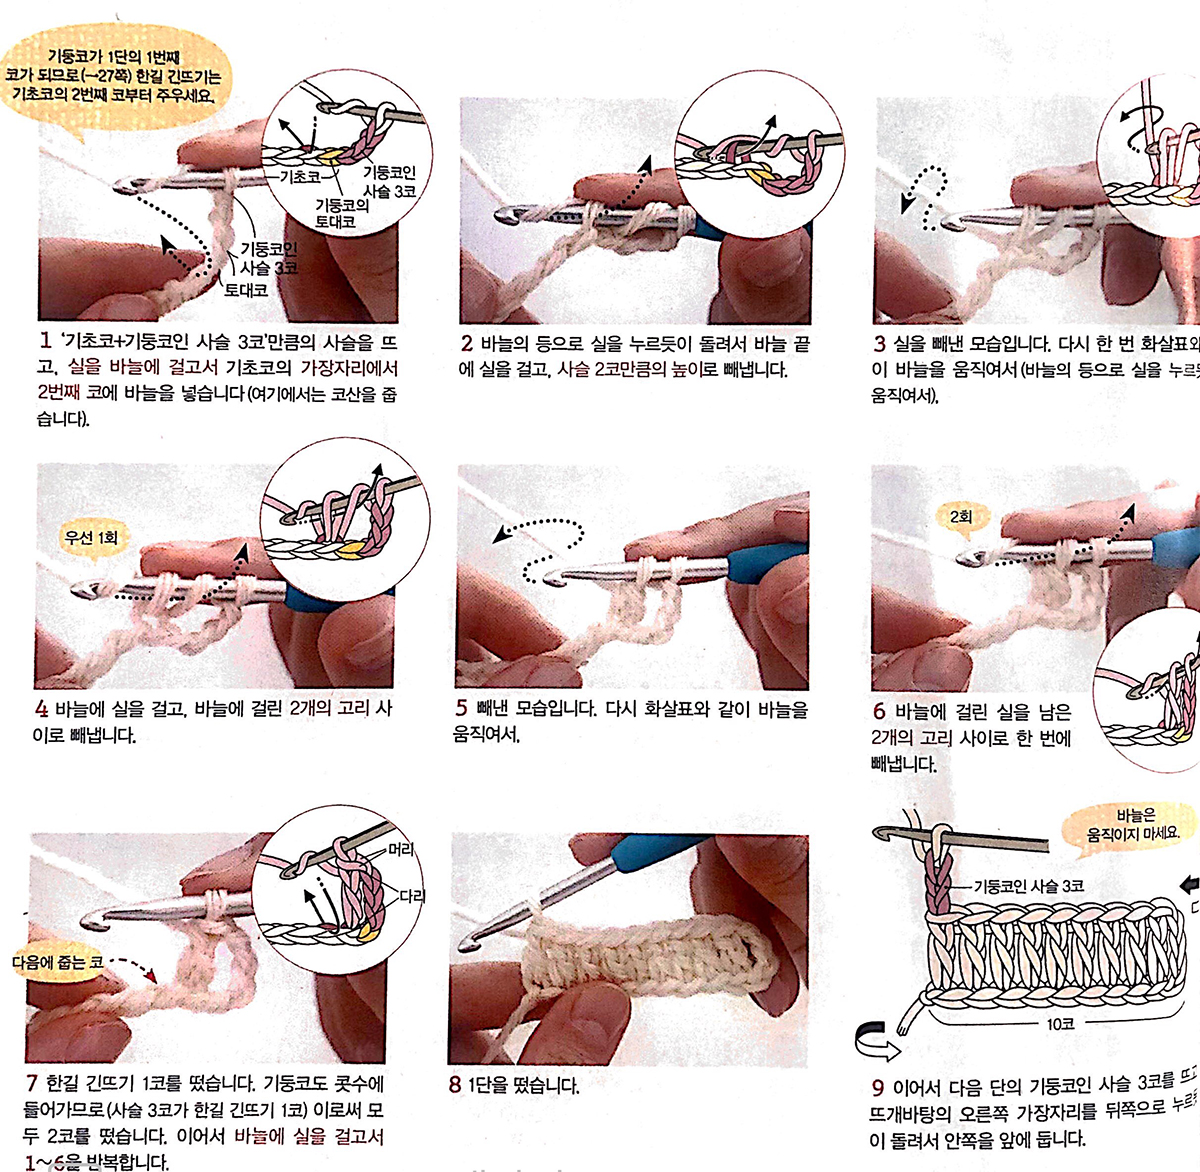 기둥코가 1단의 1번째
코가 되므로(→27쪽) 한길 긴뜨기는
기초코의 2번째 코부터 주우세요.
기초코
기둥코인
사슬 3코
기둥코의
토대코
기둥코인
사슬 3코
토대코
1 '기초코+기둥코인 사슬 3코'만큼의 사슬을 뜨
고, 실을 바늘에 걸고서 기초코의 가장자리에서
2번째 코에 바늘을 넣습니다(여기에서는 코산을 줍
습니다).
2 바늘의 등으로 실을 누르듯이 돌려서 바늘 끝
에 실을 걸고, 사슬 2코만큼의 높이로 빼냅니다.
3 실을 빼낸 모습입니다. 다시 한 번 화살표와
이 바늘을 움직여서(바늘의 등으로 실을 누르듯
움직여서),
우선 1회
4 바늘에 실을 걸고, 바늘에 걸린 2개의 고리 사
이로 빼냅니다.
5 빼낸 모습입니다. 다시 화살표와 같이 바늘을
움직여서,
2회
6 바늘에 걸린 실을 남은
2개의 고리 사이로 한 번에
빼냅니다.
머리
다리
다음에 줍는 코
7 한길 긴뜨기 1코를 떴습니다. 기둥코도 콧수에
들어가므로(사슬 3코가 한길 긴뜨기 1코) 이로써 모
두 2코를 떴습니다. 이어서 바늘에 실을 걸고서
1~6을 반복합니다.
8 1단을 떴습니다.
바늘은
움직이지 마세요.
기둥코인 사슬 3코
10코
9 이어서 다음 단의 기둥코인 사슬 3코를 뜨고
뜨개바탕의 오른쪽 가장자리를 뒤쪽으로 누르듯
이 돌려서 안쪽을 앞에 둡니다.